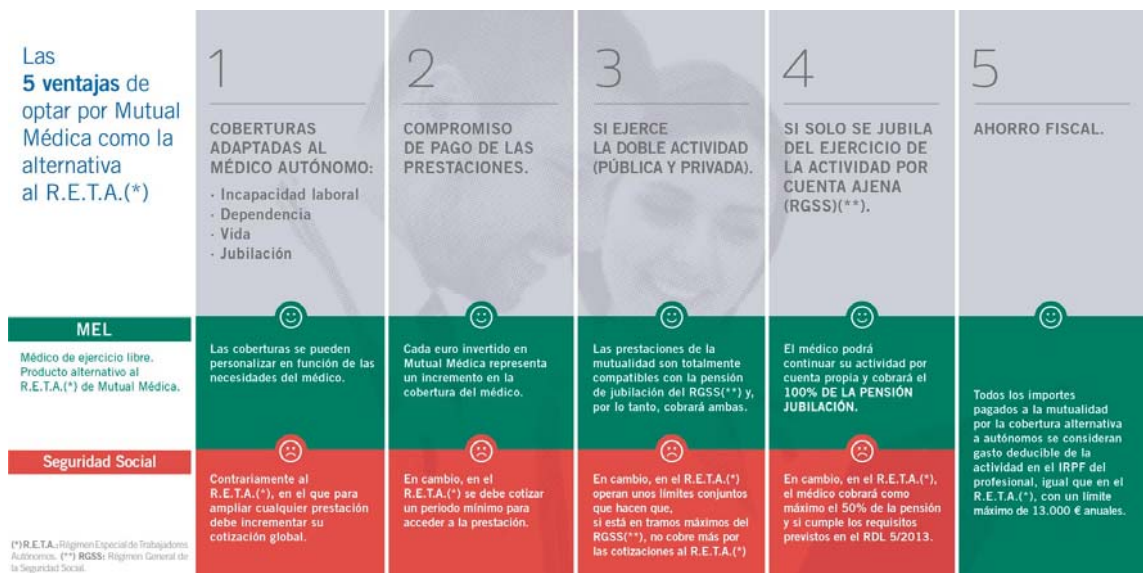 Las
5 ventajas de
optar por Mutual
Médica como la
alternativa
al R.E.T.A.(*)
1
COBERTURAS
ADAPTADAS AL
MÉDICO AUTÓNOMO:
· Incapacidad laboral
· Dependencia
· Vida
· Jubilación
2
COMPROMISO
DE PAGO DE LAS
PRESTACIONES.
3
SI EJERCE
LA DOBLE ACTIVIDAD
(PÚBLICA Y PRIVADA).
4
SI SOLO SE JUBILA
DEL EJERCICIO DE
LA ACTIVIDAD POR
CUENTA AJENA
(RGSS)(**).
5
AHORRO FISCAL.
MEL
Médico de ejercicio libre.
Producto alternativo al
R.E.T.A.(*) de Mutual Médica.
Las coberturas se pueden
personalizar en función de las
necesidades del médico.
Cada euro invertido en
Mutual Médica representa
un incremento en la
cobertura del médico.
Las prestaciones de la
mutualidad son totalmente
compatibles con la pensión
de jubilación del RGSS(**) y,
por lo tanto, cobrará ambas.
El médico podrá
continuar su actividad por
cuenta propia y cobrará el
100% DE LA PENSIÓN
JUBILACIÓN.
Todos los importes
pagados a la mutualidad
por la cobertura alternativa
a autónomos se consideran
gasto deducible de la
actividad en el IRPF del
profesional, igual que en el
R.E.T.A.(*), con un límite
máximo de 13.000 € anuales.
Seguridad Social
Contrariamente al
R.E.T.A.(*), en el que para
ampliar cualquier prestación
debe incrementar su
cotización global.
En cambio, en el
R.E.T.A.(*) se debe cotizar
un periodo mínimo para
acceder a la prestación.
En cambio, en el R.E.T.A.(*)
operan unos límites conjuntos
que hacen que,
si está en tramos máximos del
RGSS(**), no cobre más por
las cotizaciones al R.E.T.A.(*)
En cambio, en el R.E.T.A.(*),
el médico cobrará como
máximo el 50% de la pensión
y si cumple los requisitos
previstos en el RDL 5/2013.
(*) R.E.T.A.: Régimen Especial de Trabajadores
Autónomos. (**) RGSS: Régimen General de
la Seguridad Social.